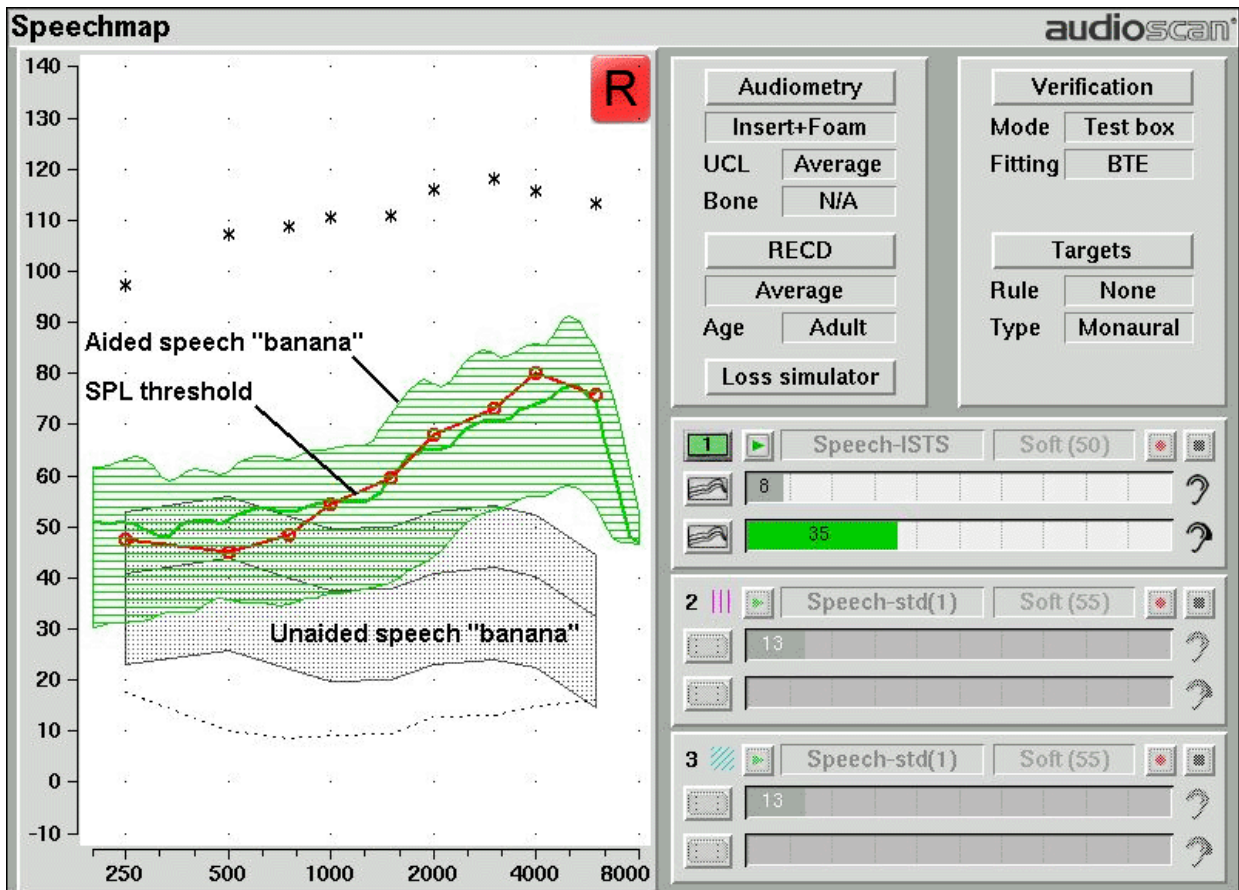 Speechmap
audioscan
140
130
120
110
100
90
80
70
60
50
40
30
20
10
0
-10
R
Aided speech "banana"
SPL threshold
Unaided speech "banana"
250 500 1000 2000 4000 8000
Audiometry
Insert+Foam
UCL Average
Bone N/A
RECD
Average
Age Adult
Loss simulator
Verification
Mode Test box
Fitting BTE
Targets
Rule None
Type Monaural
1 Speech-ISTS Soft (50)
8
35
2 Speech-std(1) Soft (55)
13
3 Speech-std(1) Soft (55)
13